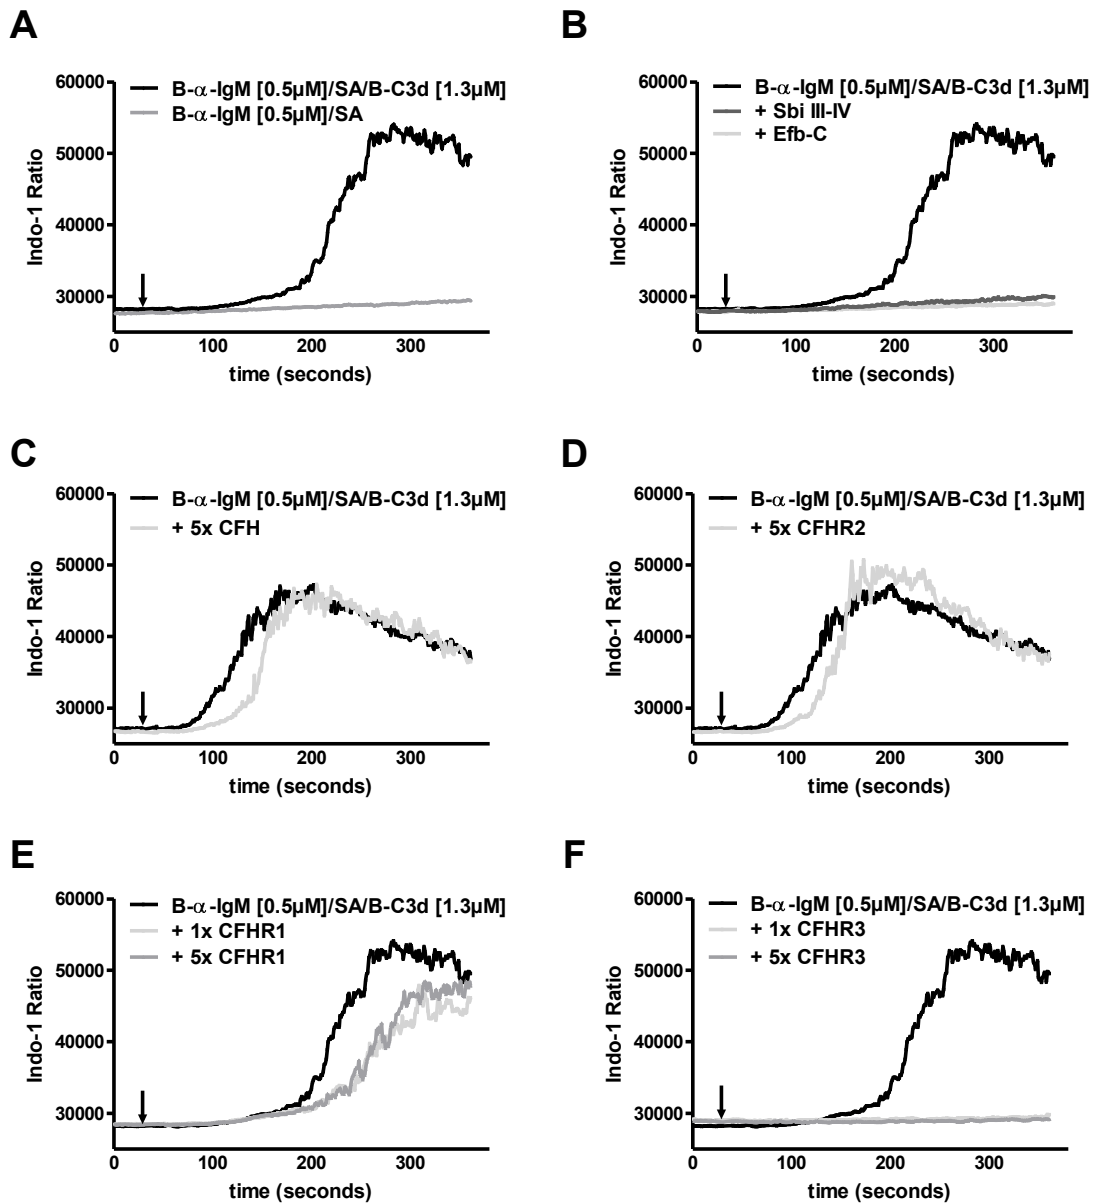 A
60000
50000
40000
30000
0
100
200
300
Indo-1 Ratio
time (seconds)
B-α-IgM [0.5µM]/SA/B-C3d [1.3µM]
B-α-IgM [0.5µM]/SA
B
60000
50000
40000
30000
0
100
200
300
Indo-1 Ratio
time (seconds)
B-α-IgM [0.5µM]/SA/B-C3d [1.3µM]
+ Sbi III-IV
+ Efb-C
C
60000
50000
40000
30000
0
100
200
300
Indo-1 Ratio
time (seconds)
B-α-IgM [0.5µM]/SA/B-C3d [1.3µM]
+ 5x CFH
D
60000
50000
40000
30000
0
100
200
300
Indo-1 Ratio
time (seconds)
B-α-IgM [0.5µM]/SA/B-C3d [1.3µM]
+ 5x CFHR2
E
60000
50000
40000
30000
0
100
200
300
Indo-1 Ratio
time (seconds)
B-α-IgM [0.5µM]/SA/B-C3d [1.3µM]
+ 1x CFHR1
+ 5x CFHR1
F
60000
50000
40000
30000
0
100
200
300
Indo-1 Ratio
time (seconds)
B-α-IgM [0.5µM]/SA/B-C3d [1.3µM]
+ 1x CFHR3
+ 5x CFHR3